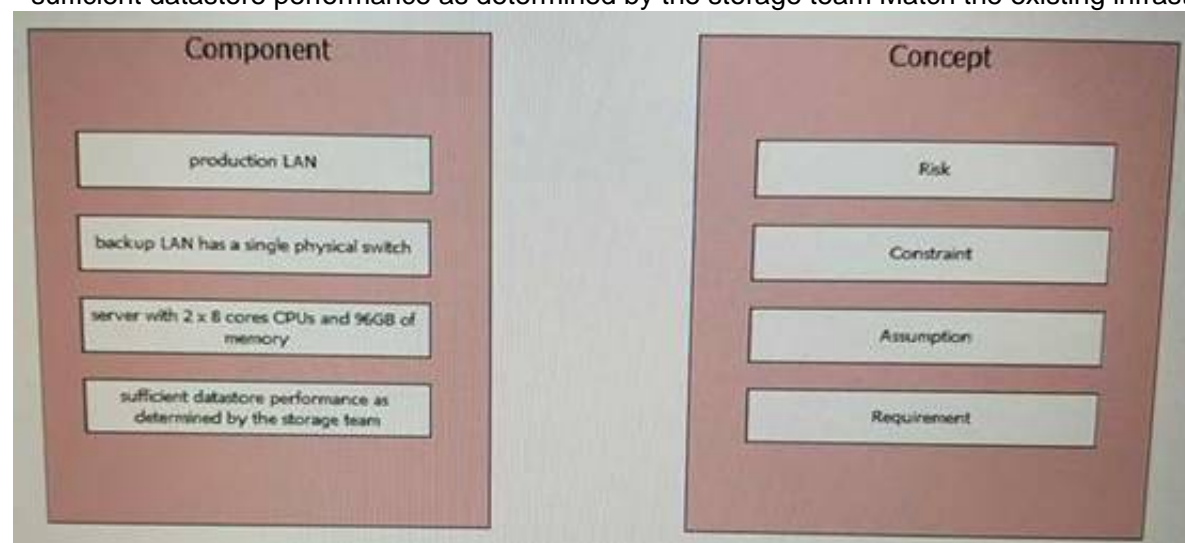 sufficient datastore performance as determined by the storage team Match the existing
Component
Concept
production LAN
Risk
backup LAN has a single physical switch
Constraint
server with 2 x 8 cores CPUs and 96GB of
memory
Assumption
sufficient datastore performance as
determined by the storage team
Requirement